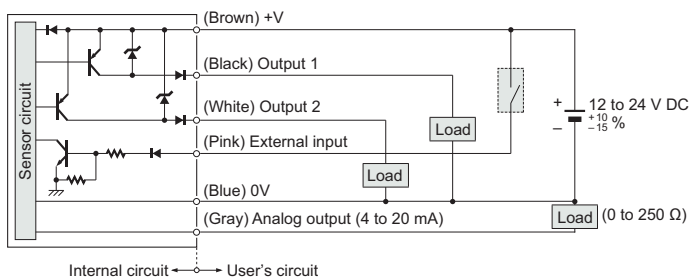 (Brown) +V
(Black) Output 1
(White) Output 2
(Pink) External input
(Blue) 0V
(Gray) Analog output (4 to 20 mA)
Sensor circuit
Load
Load
Load
(0 to 250 Ω)
+
−
12 to 24 V DC
+10
−15 %
Internal circuit
User's circuit